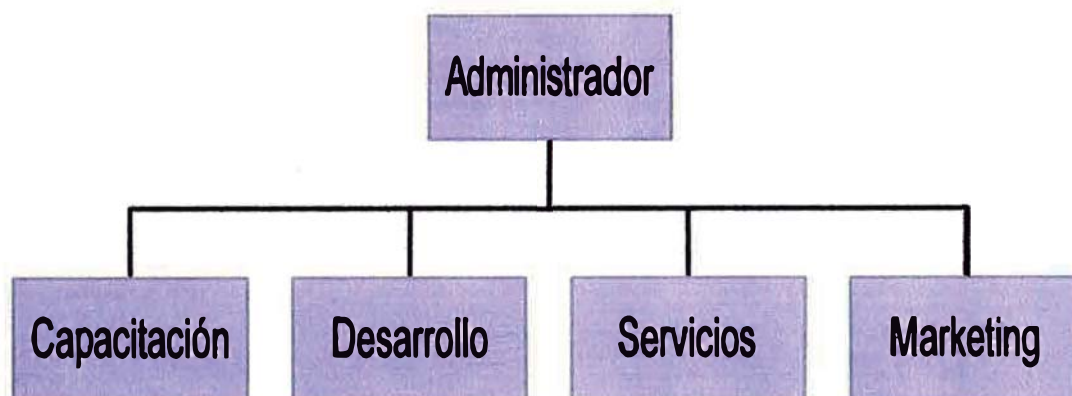 Administrador
Capacitación
Desarrollo
Servicios
Marketing